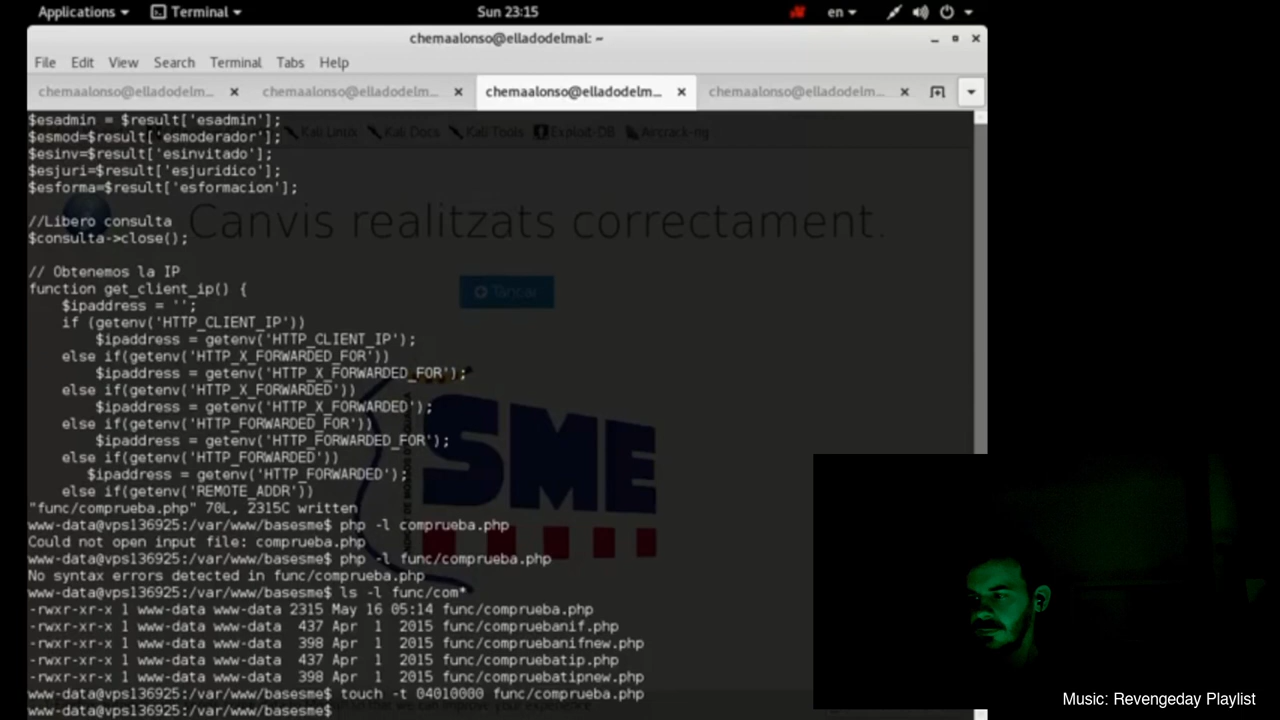 Applications
Terminal
Sun 23:15
en
chemaalonso@elladodelmal: ~
File Edit View Search Terminal Tabs Help
chemaalonso@elladodelm... chemaalonso@elladodelm... chemaalonso@elladodelm... chemaalonso@elladodelm...
$esadmin = $result['esadmin'];
Kali Linux Kali Docs Kali Tools Exploit-DB Aircrack-ng
$esmod=$result['esmoderador'];
$esinv=$result['esinvitado'];
$esjuri=$result['esjuridico'];
$esforma=$result['esformacion'];
//Libero consulta
Canvis realitzats correctament.
$consulta->close();
// Obtenemos la IP
function get_client_ip() {
Tancar
$ipaddress = '';
if (getenv('HTTP_CLIENT_IP'))
$ipaddress = getenv('HTTP_CLIENT_IP');
else if(getenv('HTTP_X_FORWARDED_FOR'))
$ipaddress = getenv('HTTP_X_FORWARDED_FOR');
else if(getenv('HTTP_X_FORWARDED'))
$ipaddress = getenv('HTTP_X_FORWARDED');
else if(getenv('HTTP_FORWARDED_FOR'))
$ipaddress = getenv('HTTP_FORWARDED_FOR');
else if(getenv('HTTP_FORWARDED'))
$ipaddress = getenv('HTTP_FORWARDED');
else if(getenv('REMOTE_ADDR'))
SME
"func/comprueba.php" 70L, 2315C written
www-data@vps136925:/var/www/basesme$ php -l comprueba.php
Could not open input file: comprueba.php
www-data@vps136925:/var/www/basesme$ php -l func/comprueba.php
No syntax errors detected in func/comprueba.php
www-data@vps136925:/var/www/basesme$ ls -l func/com*
-rwxr-xr-x 1 www-data www-data 2315 May 16 05:14 func/comprueba.php
-rwxr-xr-x 1 www-data www-data 437 Apr 1 2015 func/compruebanif.php
-rwxr-xr-x 1 www-data www-data 398 Apr 1 2015 func/compruebanifnew.php
-rwxr-xr-x 1 www-data www-data 437 Apr 1 2015 func/compruebatip.php
-rwxr-xr-x 1 www-data www-data 398 Apr 1 2015 func/compruebatipnew.php
www-data@vps136925:/var/www/basesme$ touch -t 04010000 func/comprueba.php
www-data@vps136925:/var/www/basesme$
Music: Revengeday Playlist